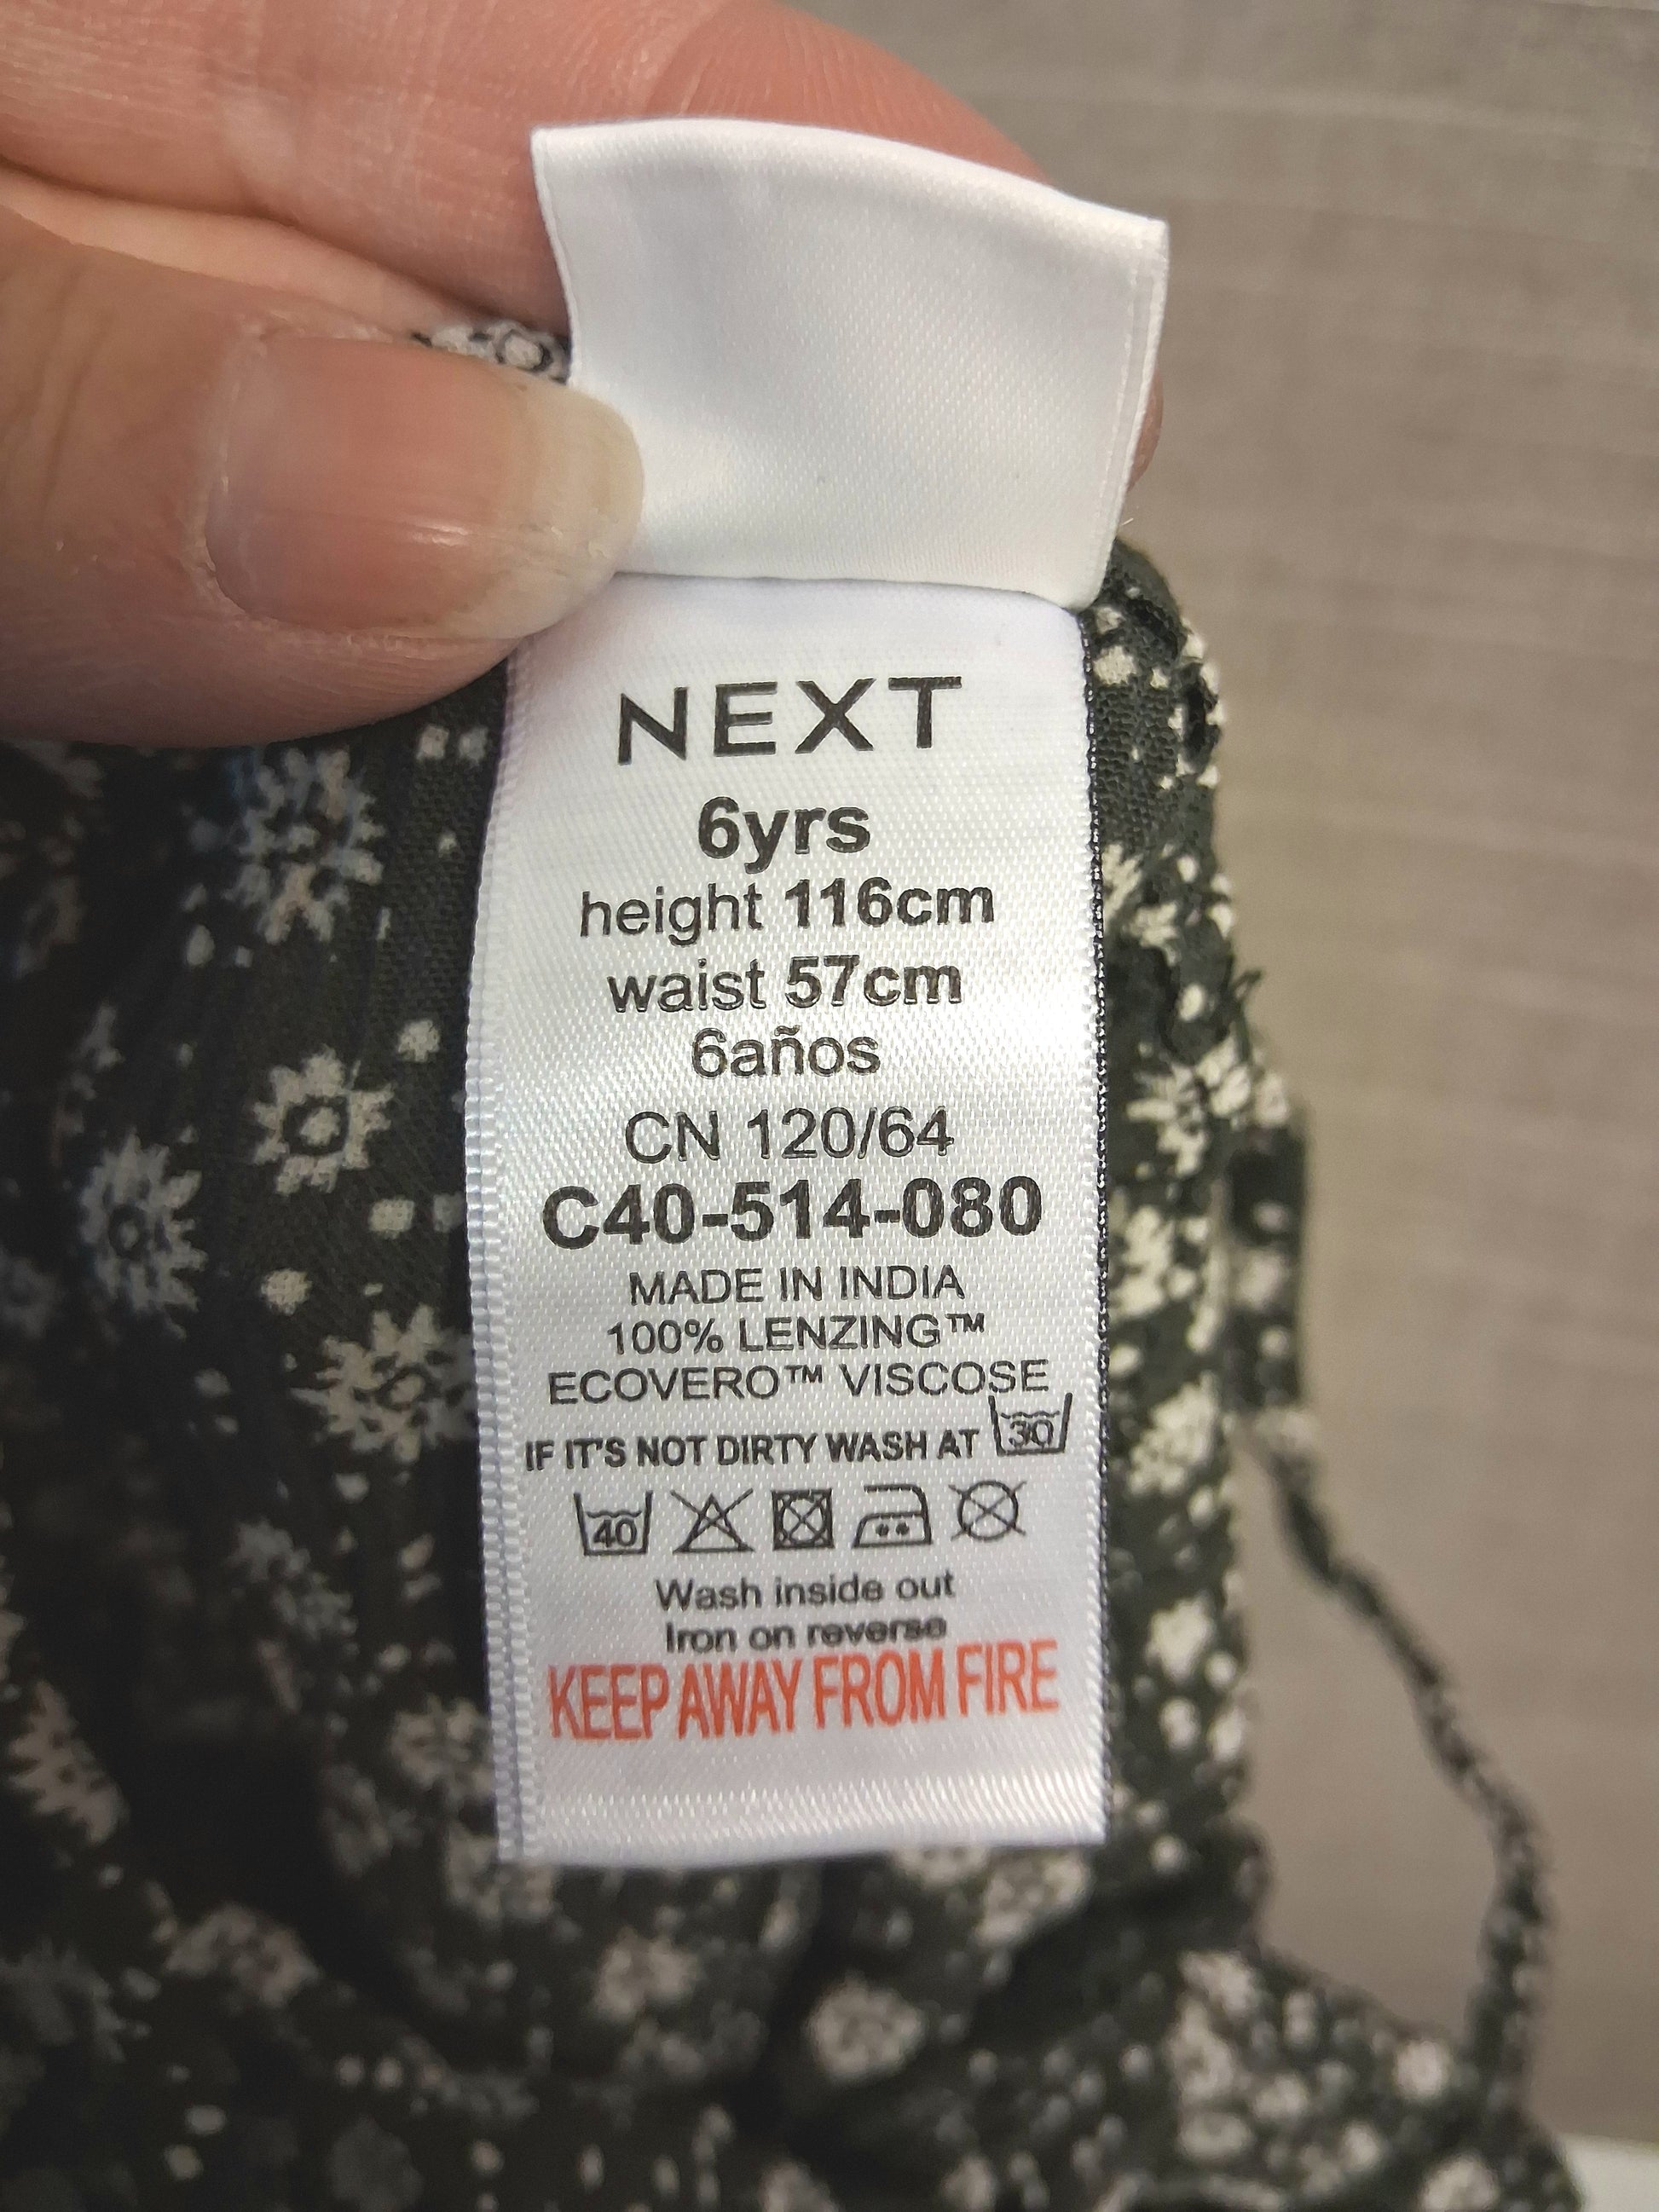 NEXT
6yrs
height 116cm
waist 57cm
6años
CN 120/64
C40-514-080
MADE IN INDIA
100% LENZING™
ECOVERO™ VISCOSE
IF IT'S NOT DIRTY WASH AT 30
40
Wash inside out
Iron on reverse
KEEP AWAY FROM FIRE